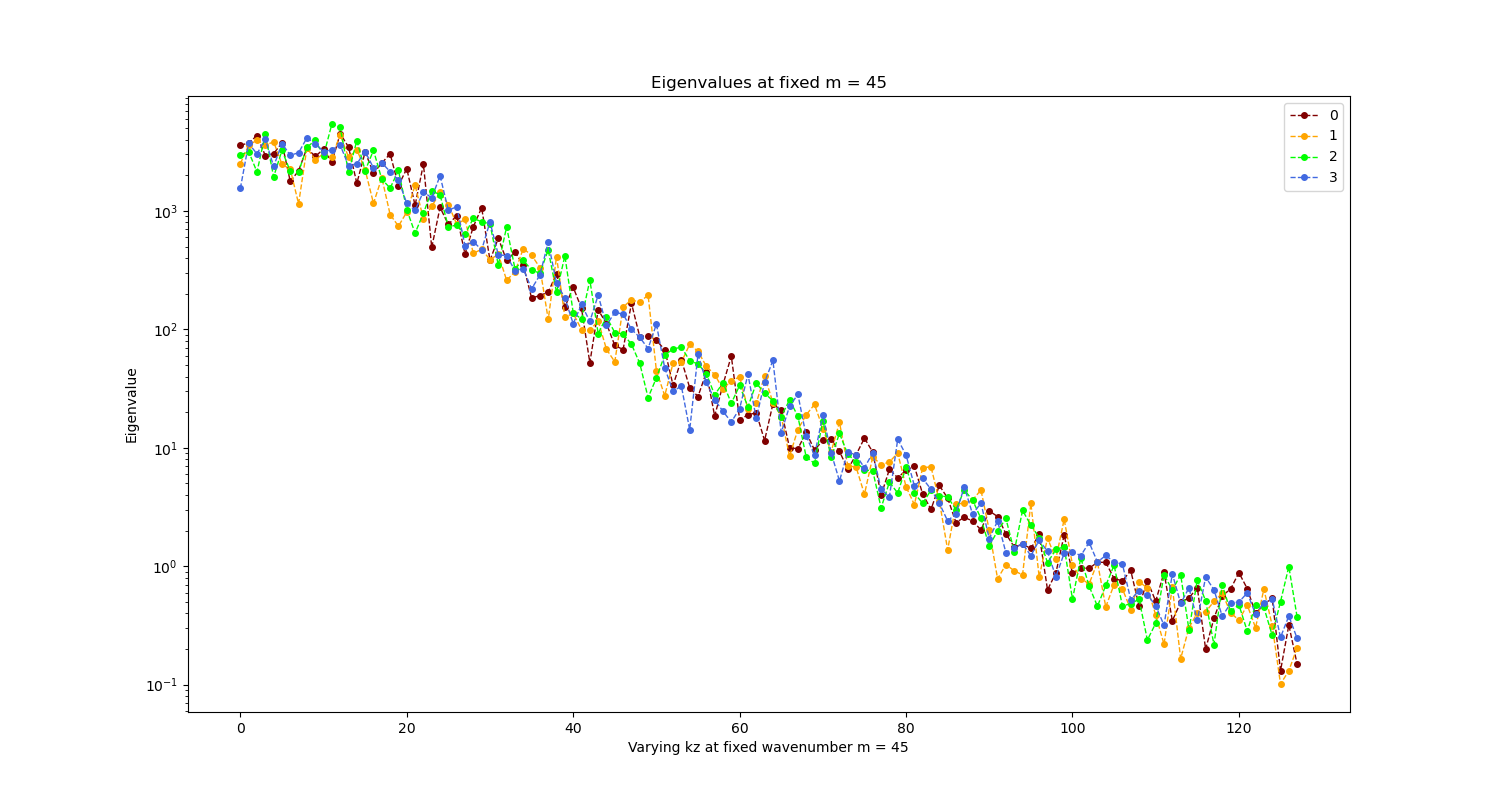 Eigenvalues at fixed m = 45
0
1
2
3
Eigenvalue
10³
10²
10¹
10⁰
10⁻¹
0 20 40 60 80 100 120
Varying kz at fixed wavenumber m = 45